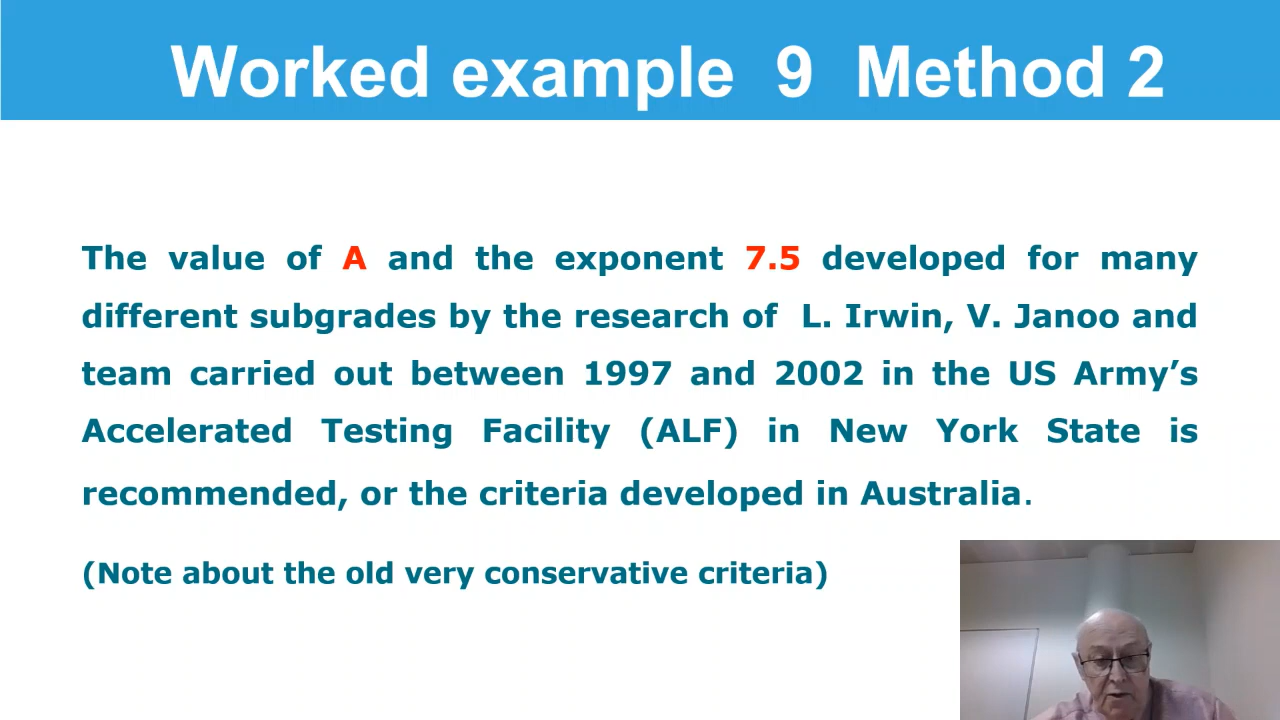 Worked example 9 Method 2
The value of A and the exponent 7.5 developed for many
different subgrades by the research of L. Irwin, V. Janoo and
team carried out between 1997 and 2002 in the US Army’s
Accelerated Testing Facility (ALF) in New York State is
recommended, or the criteria developed in Australia.
(Note about the old very conservative criteria)